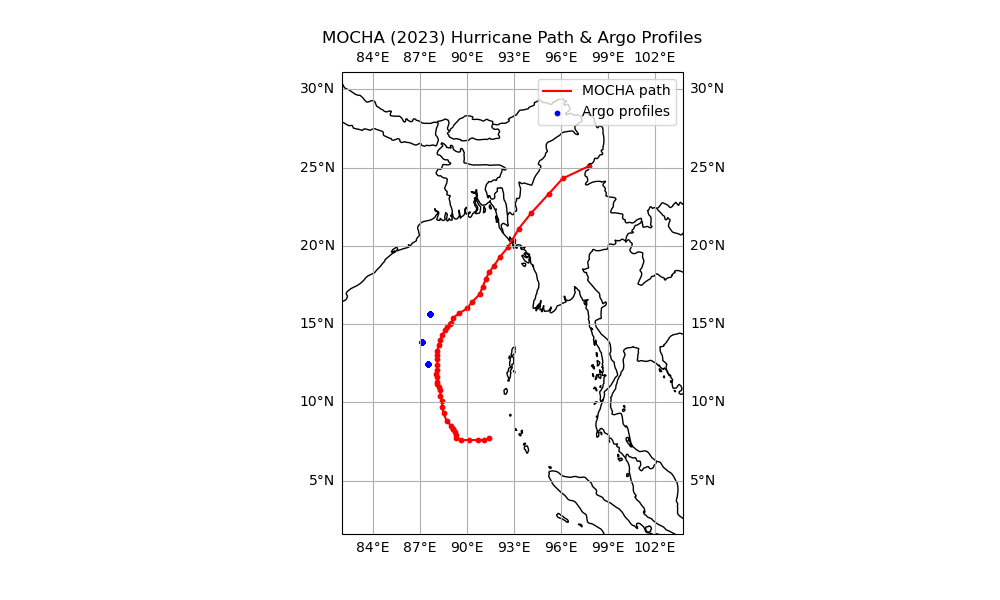 MOCHA (2023) Hurricane Path & Argo Profiles
84°E 87°E 90°E 93°E 96°E 99°E 102°E
30°N 30°N
MOCHA path
Argo profiles
25°N 25°N
20°N 20°N
15°N 15°N
10°N 10°N
5°N 5°N
84°E 87°E 90°E 93°E 96°E 99°E 102°E